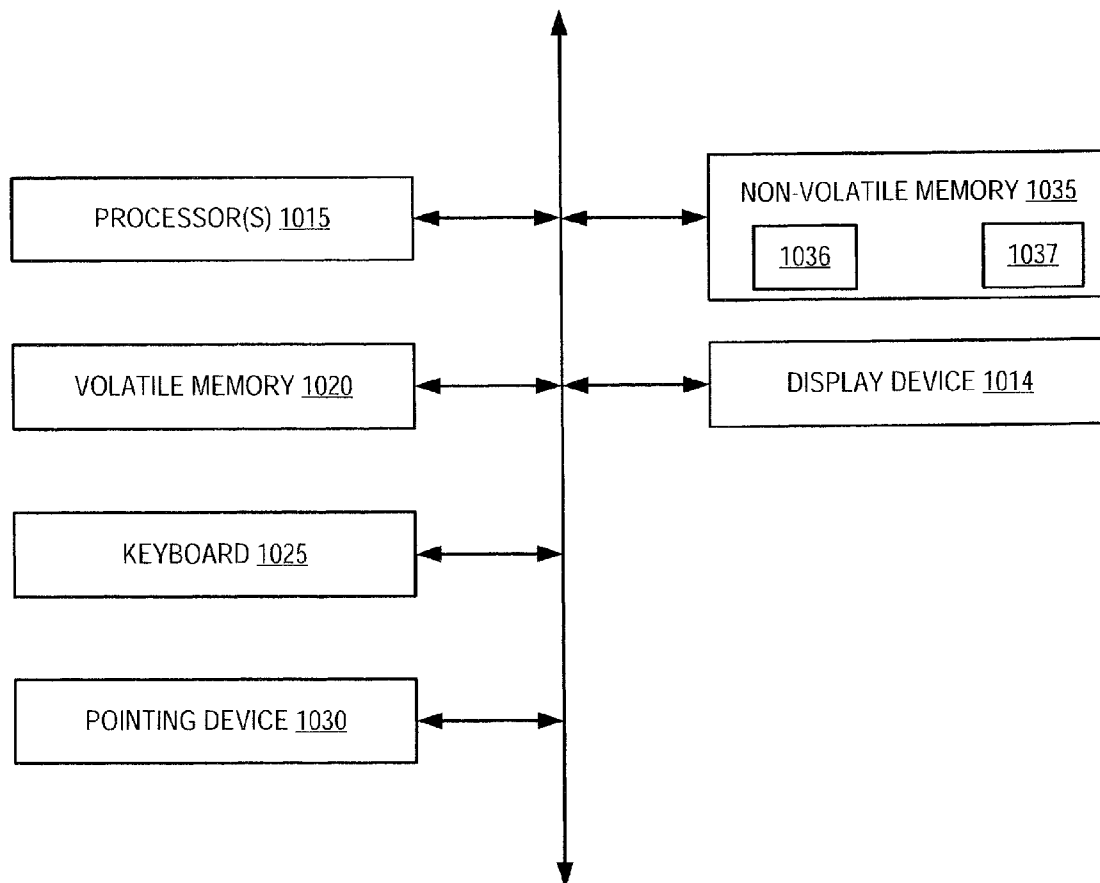 PROCESSOR(S) 1015
NON-VOLATILE MEMORY 1035
1036
1037
VOLATILE MEMORY 1020
DISPLAY DEVICE 1014
KEYBOARD 1025
POINTING DEVICE 1030